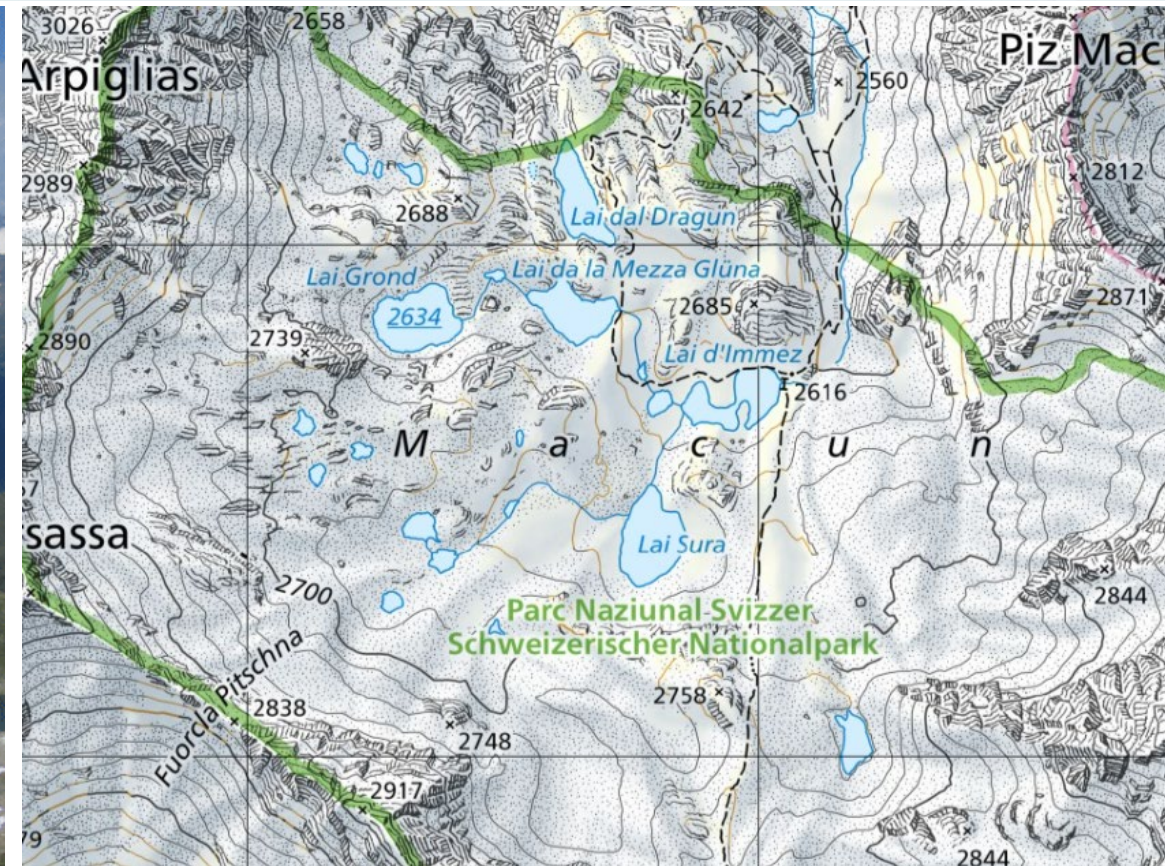 3026
2658
Arpiglias
Piz Mac
2642
2560
2989
2812
2688
Lai dal Dragun
Lai Grond
Lai da la Mezza Glüna
2634
2685
2871
2890
2739
Lai d'Immez
2616
M a c u n
sassa
Lai Sura
2700
2844
Parc Naziunal Svizzer
Schweizerischer Nationalpark
Fuorcla Pitschna
2838
2758
2748
2917
79
2844